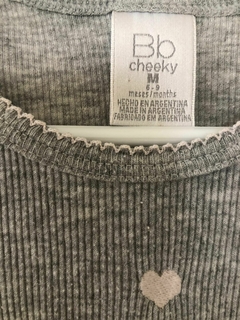 Bb
cheeky
M
6-9
meses/months
HECHO EN ARGENTINA
MADE IN ARGENTINA
FABRICADO EM ARGENTINA